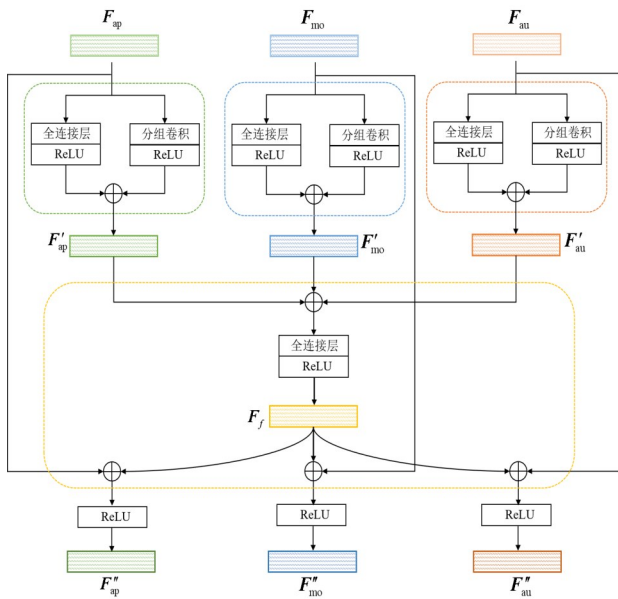 F_ap F_mo F_au
全连接层 分组卷积 全连接层 分组卷积 全连接层 分组卷积
ReLU ReLU ReLU ReLU ReLU ReLU
F'_ap F'_mo F'_au
全连接层
ReLU
F_f
ReLU ReLU ReLU
F''_ap F''_mo F''_au